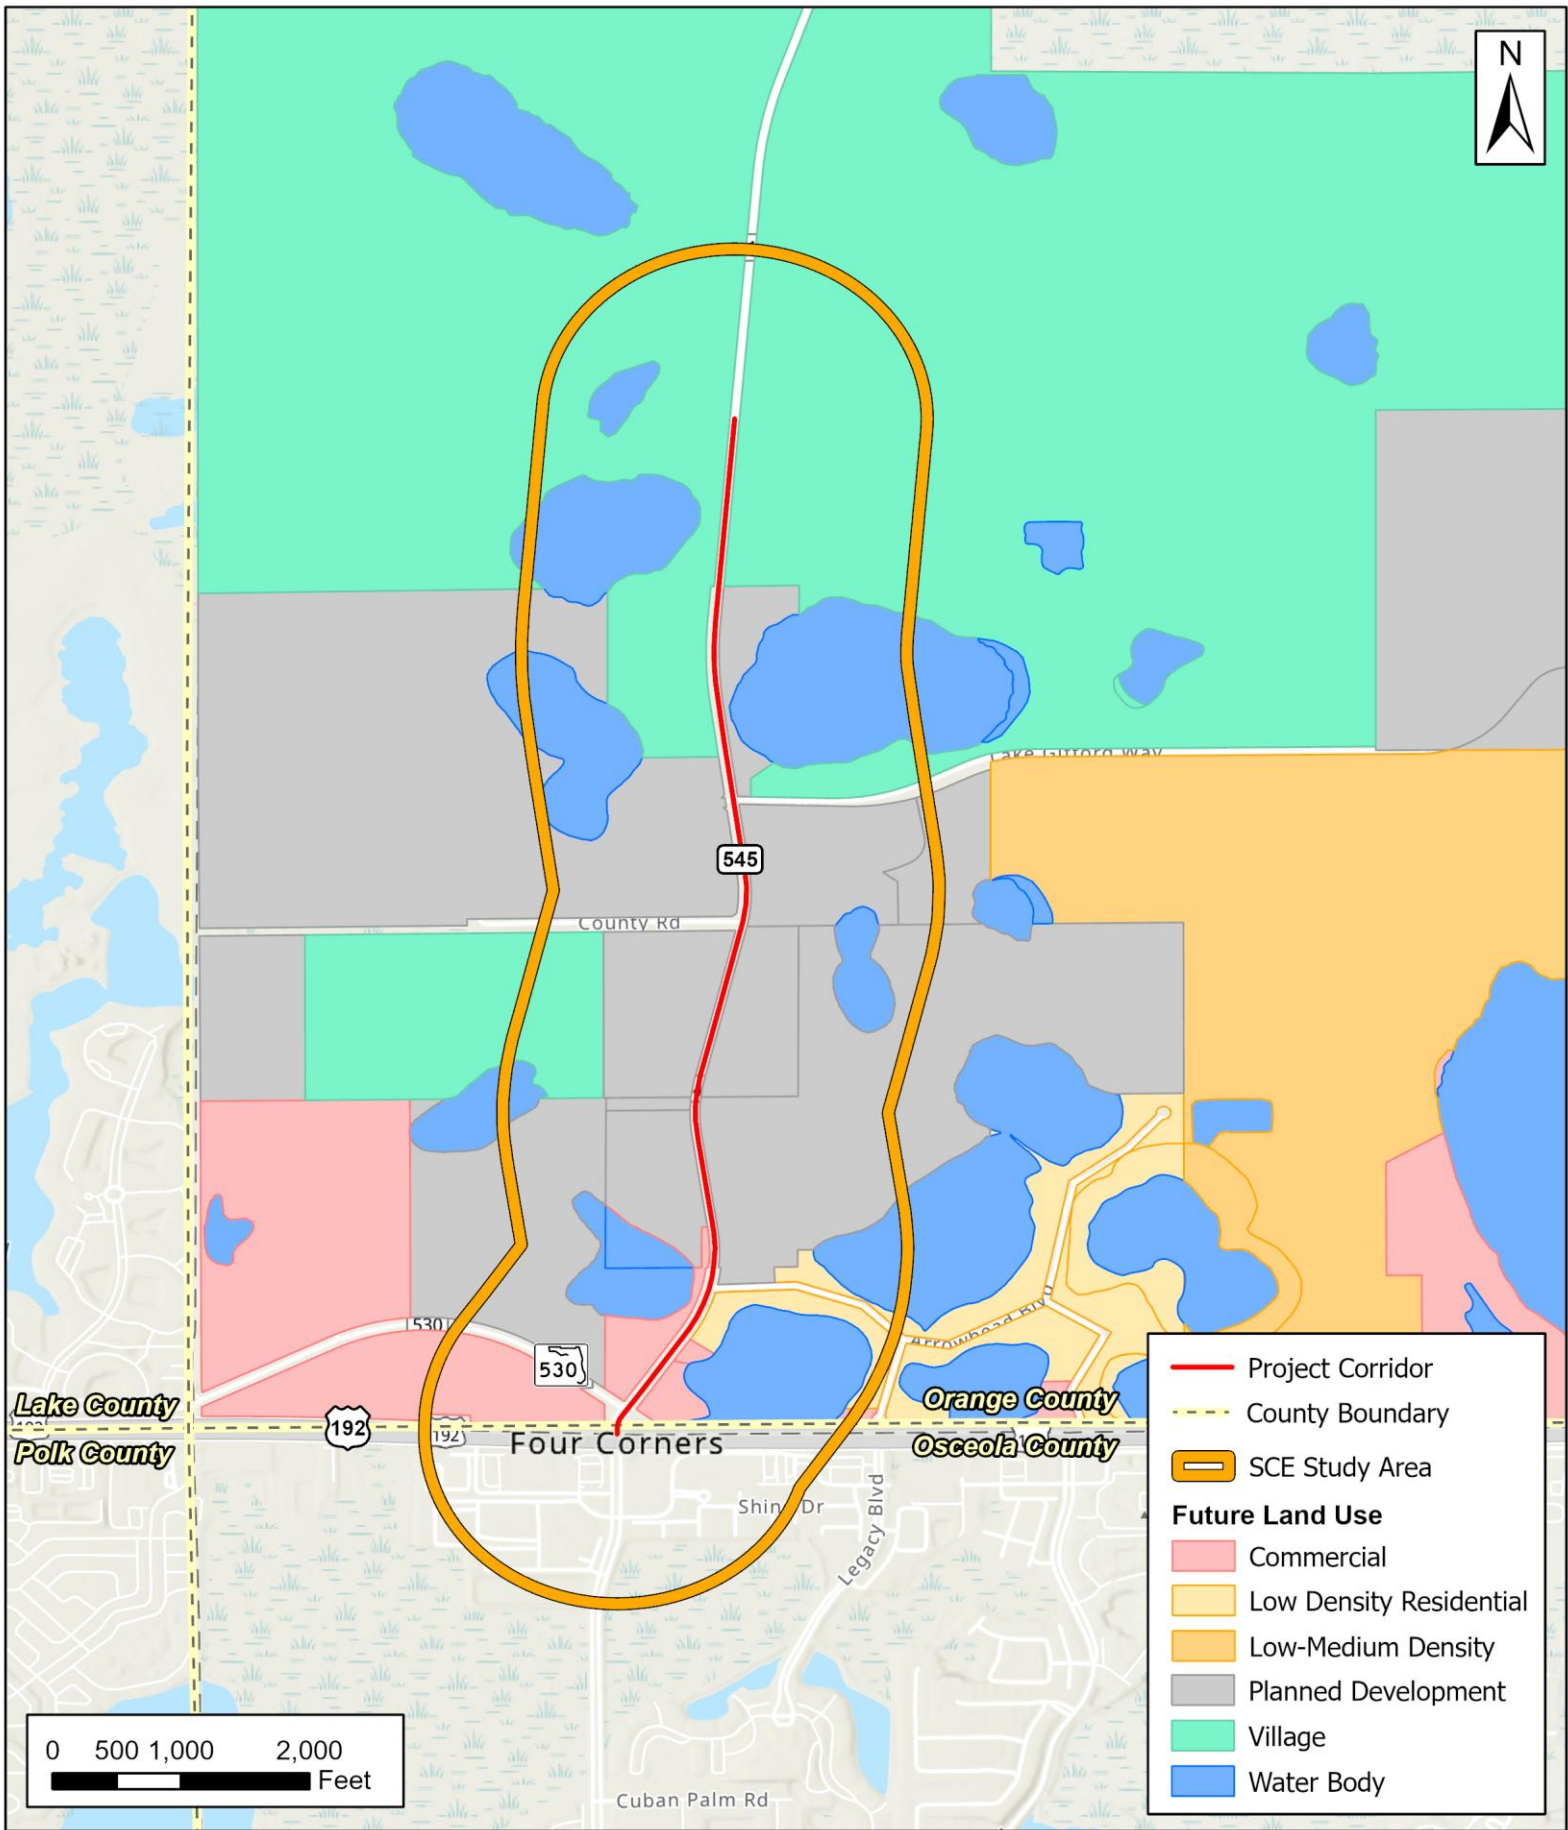 N
Lake Gifford Way
545
County Rd
530
530
Arrowhead Blvd
Lake County
Orange County
192
192
192
Four Corners
Polk County
Osceola County
Shine Dr
Legacy Blvd
Cuban Palm Rd
0 500 1,000 2,000
Feet
Project Corridor
County Boundary
SCE Study Area
Future Land Use
Commercial
Low Density Residential
Low-Medium Density
Planned Development
Village
Water Body